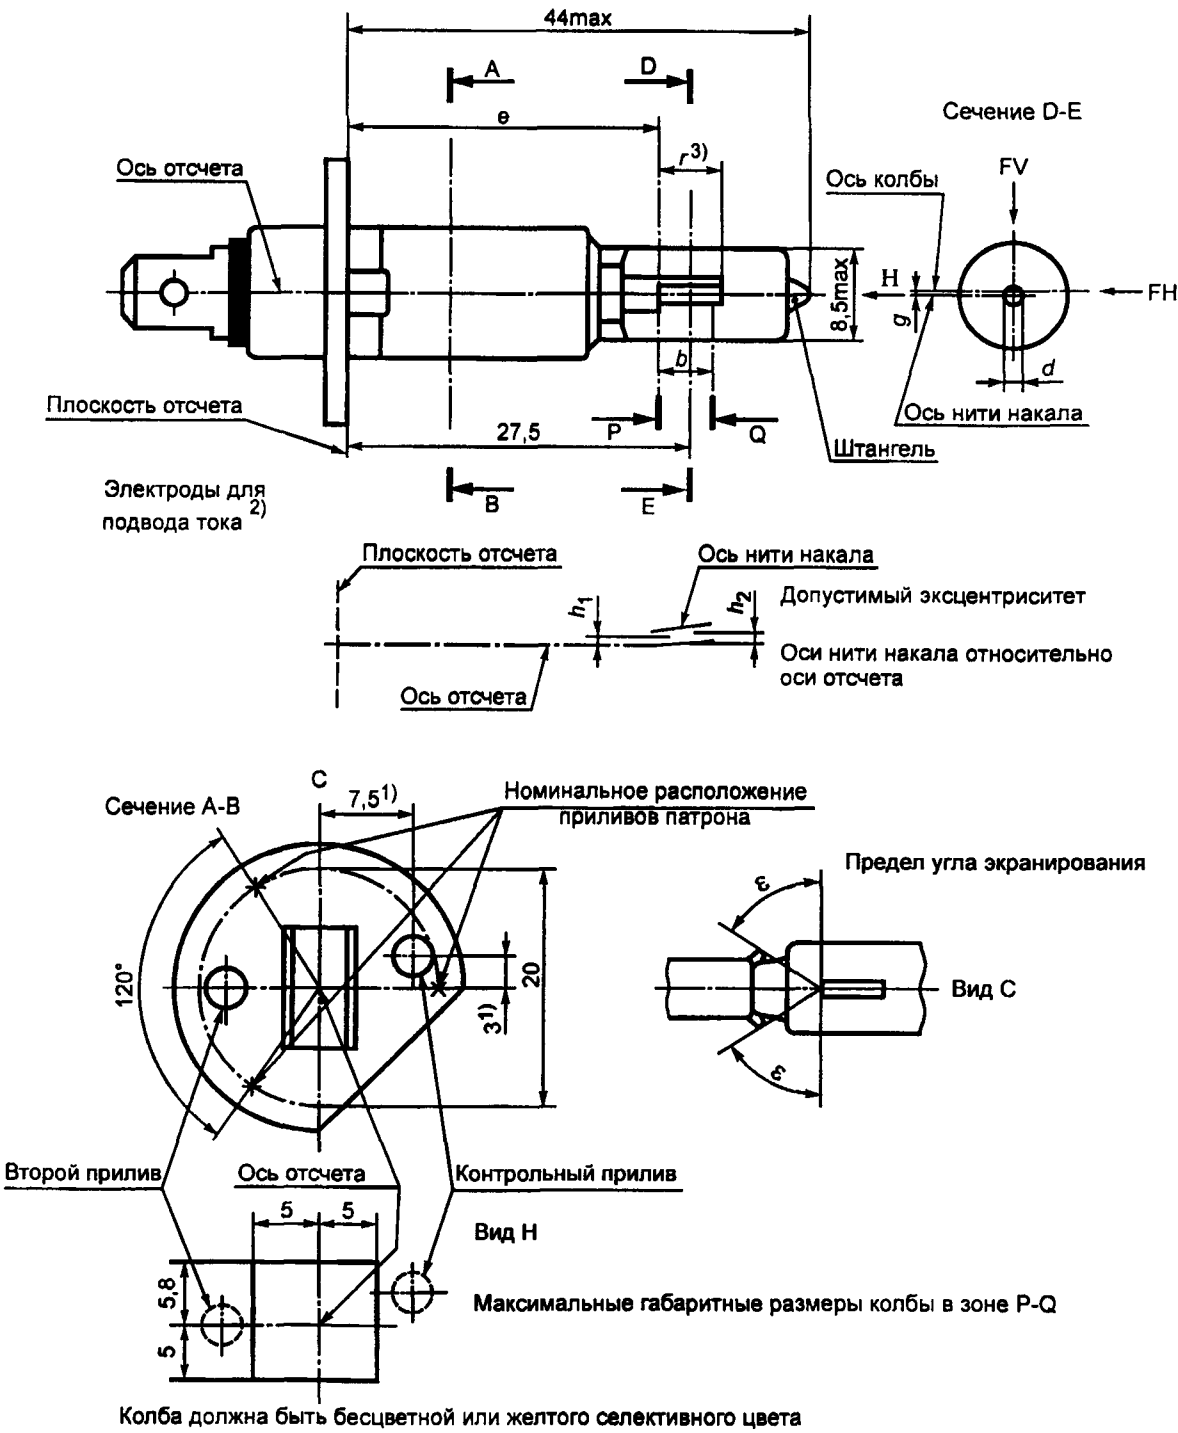 44max
A
D
e
Сечение D-E
r³⁾
Ось отсчета
Ось колбы
FV
8,5max
H
FH
g
b
d
Плоскость отсчета
Ось нити накала
P
Q
27,5
Штангель
Электроды для
подвода тока ²⁾
B
E
Плоскость отсчета
Ось нити накала
h₁
h₂
Допустимый эксцентриситет
Оси нити накала относительно
оси отсчета
Ось отсчета
C
Сечение А-В
7,5¹⁾
Номинальное расположение
приливов патрона
Предел угла экранирования
ε
120°
20
3¹⁾
Вид С
ε
Второй прилив
Ось отсчета
Контрольный прилив
5
5
Вид Н
5,8
5
Максимальные габаритные размеры колбы в зоне P-Q
Колба должна быть бесцветной или желтого селективного цвета